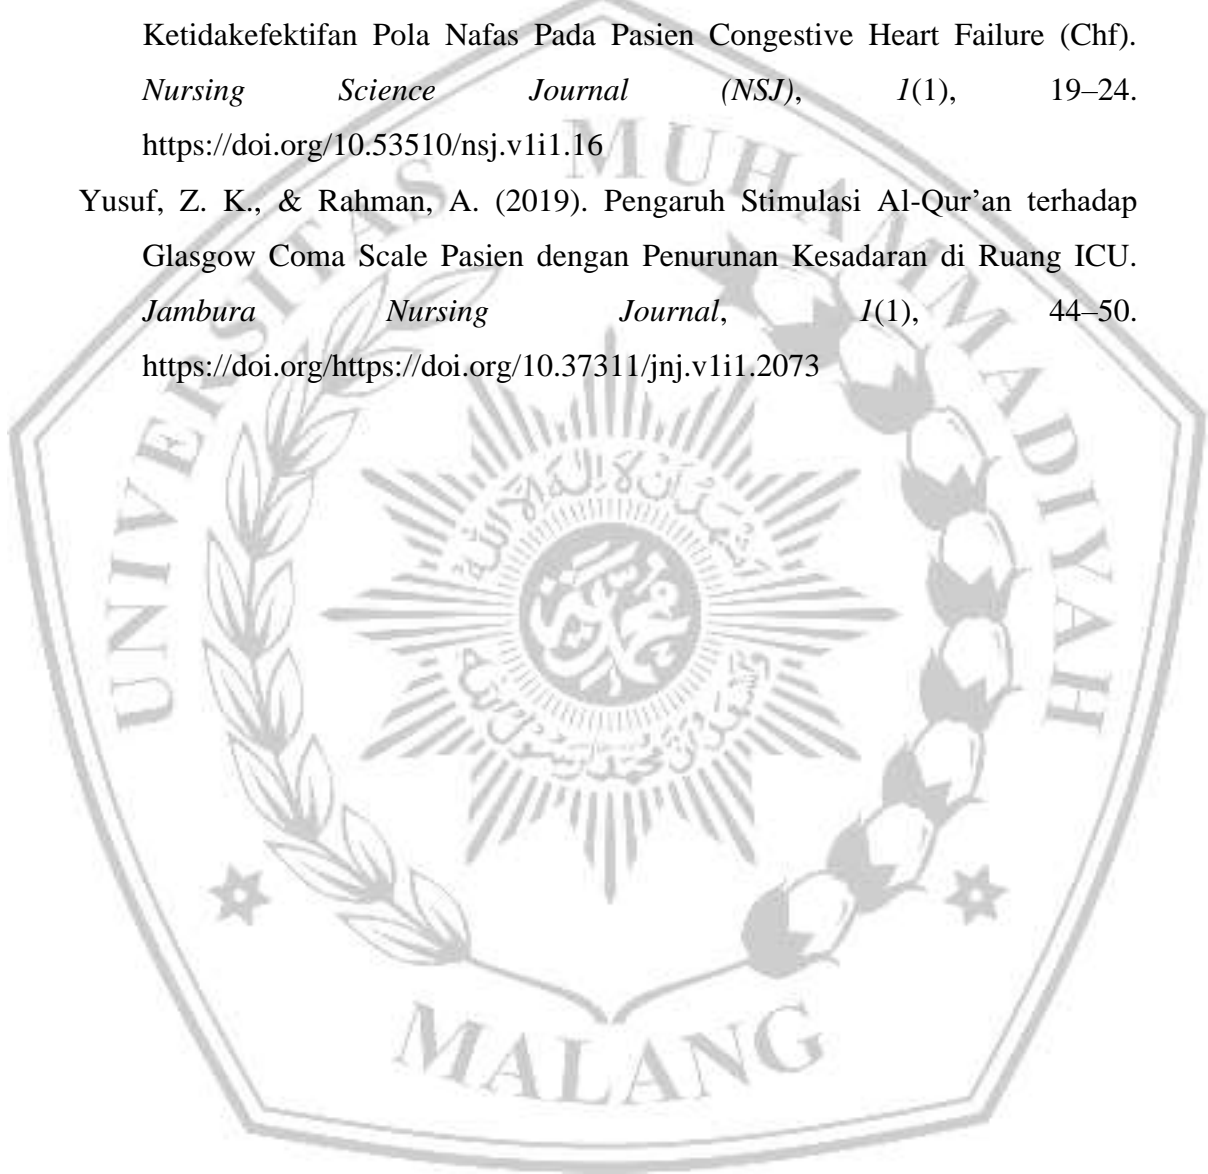 Ketidakefektifan Pola Nafas Pada Pasien Congestive Heart Failure (Chf).
Nursing Science Journal (NSJ), 1(1), 19–24.
https://doi.org/10.53510/nsj.v1i1.16
Yusuf, Z. K., & Rahman, A. (2019). Pengaruh Stimulasi Al-Qur’an terhadap
Glasgow Coma Scale Pasien dengan Penurunan Kesadaran di Ruang ICU.
Jambura Nursing Journal, 1(1), 44–50.
https://doi.org/https://doi.org/10.37311/jnj.v1i1.2073
UNIVERSITAS MUHAMMADIYAH
MALANG